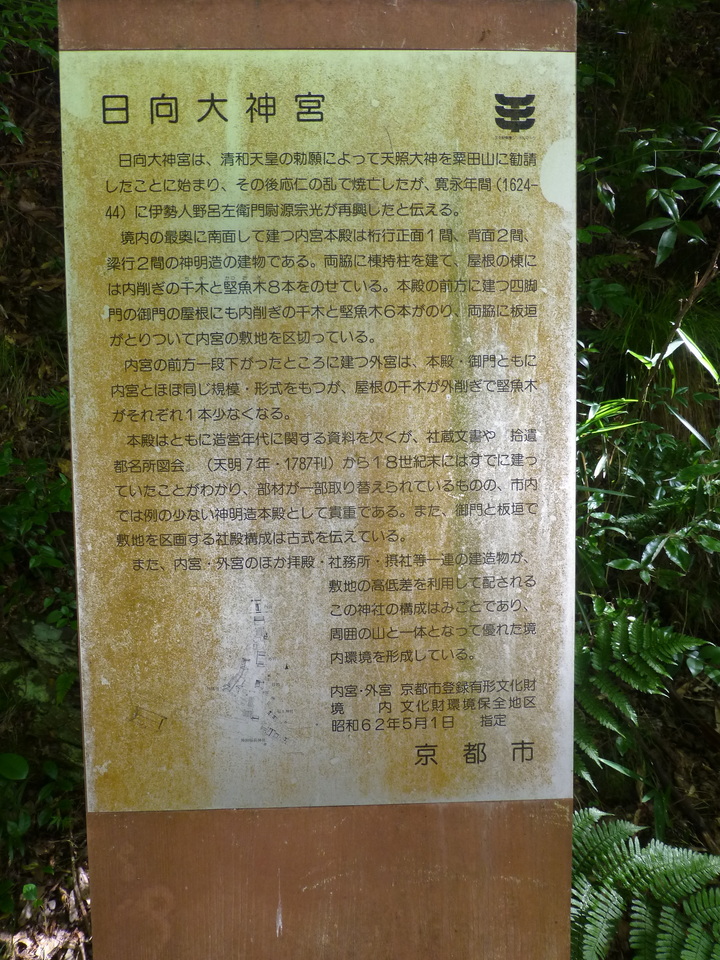 日向大神宮
日向大神宮は、清和天皇の勅願によって天照大神を粟田山に勧請
したことに始まり、その後応仁の乱で焼亡したが、寛永年間(1624-
44)に伊勢人野呂左衛門尉源宗光が再興したと伝える。
境内の最奥に南面して建つ内宮本殿は桁行正面1間、背面2間、
梁行2間の神明造の建物である。両脇に棟持柱を建て、屋根の棟に
は内削ぎの千木と堅魚木8本をのせている。本殿の前方に建つ四脚
門の御門の屋根にも内削ぎの千木と堅魚木6本がのり、両脇に板垣
がとりついて内宮の敷地を区切っている。
内宮の前方一段下がったところに建つ外宮は、本殿・御門ともに
内宮とほぼ同じ規模・形式をもつが、屋根の千木が外削ぎで堅魚木
がそれぞれ1本少なくなる。
本殿はともに造営年代に関する資料を欠くが、社蔵文書や 拾遺
都名所図会』(天明7年・1787刊)から18世紀末にはすでに建っ
ていたことがわかり、部材が一部取り替えられているものの、市内
では例の少ない神明造本殿として貴重である。また、御門と板垣で
敷地を区画する社殿構成は古式を伝えている。
また、内宮・外宮のほか拝殿・社務所・摂社等一連の建造物が、
敷地の高低差を利用して配される
この神社の構成はみごとであり、
周囲の山と一体となって優れた境
内環境を形成している。
内宮・外宮 京都市登録有形文化財
境 内 文化財環境保全地区
昭和62年5月1日 指定
京都市